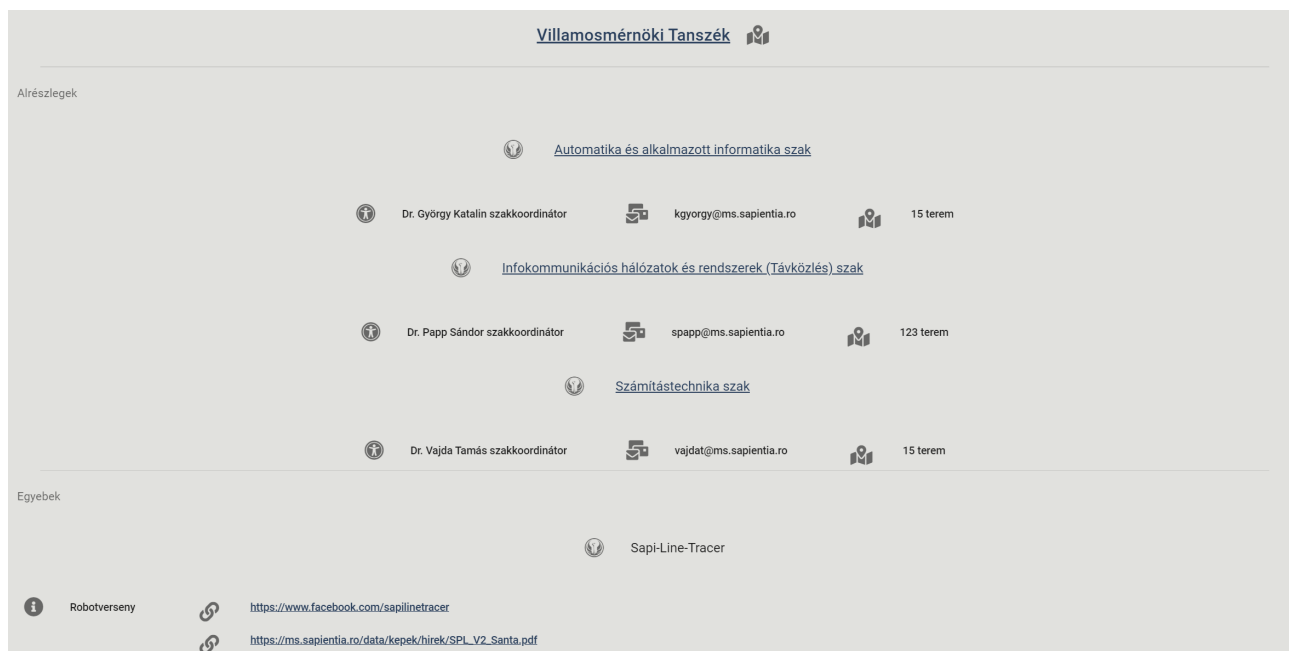 Villamosmérnöki Tanszék
Alrészlegek
Automatika és alkalmazott informatika szak
Dr. György Katalin szakkoordinátor kgyorgy@ms.sapientia.ro 15 terem
Infokommunikációs hálózatok és rendszerek (Távközlés) szak
Dr. Papp Sándor szakkoordinátor spapp@ms.sapientia.ro 123 terem
Számítástechnika szak
Dr. Vajda Tamás szakkoordinátor vajdat@ms.sapientia.ro 15 terem
Egyebek
Sapi-Line-Tracer
Robotverseny https://www.facebook.com/sapilinetracer
https://ms.sapientia.ro/data/kepek/hirek/SPL_V2_Santa.pdf